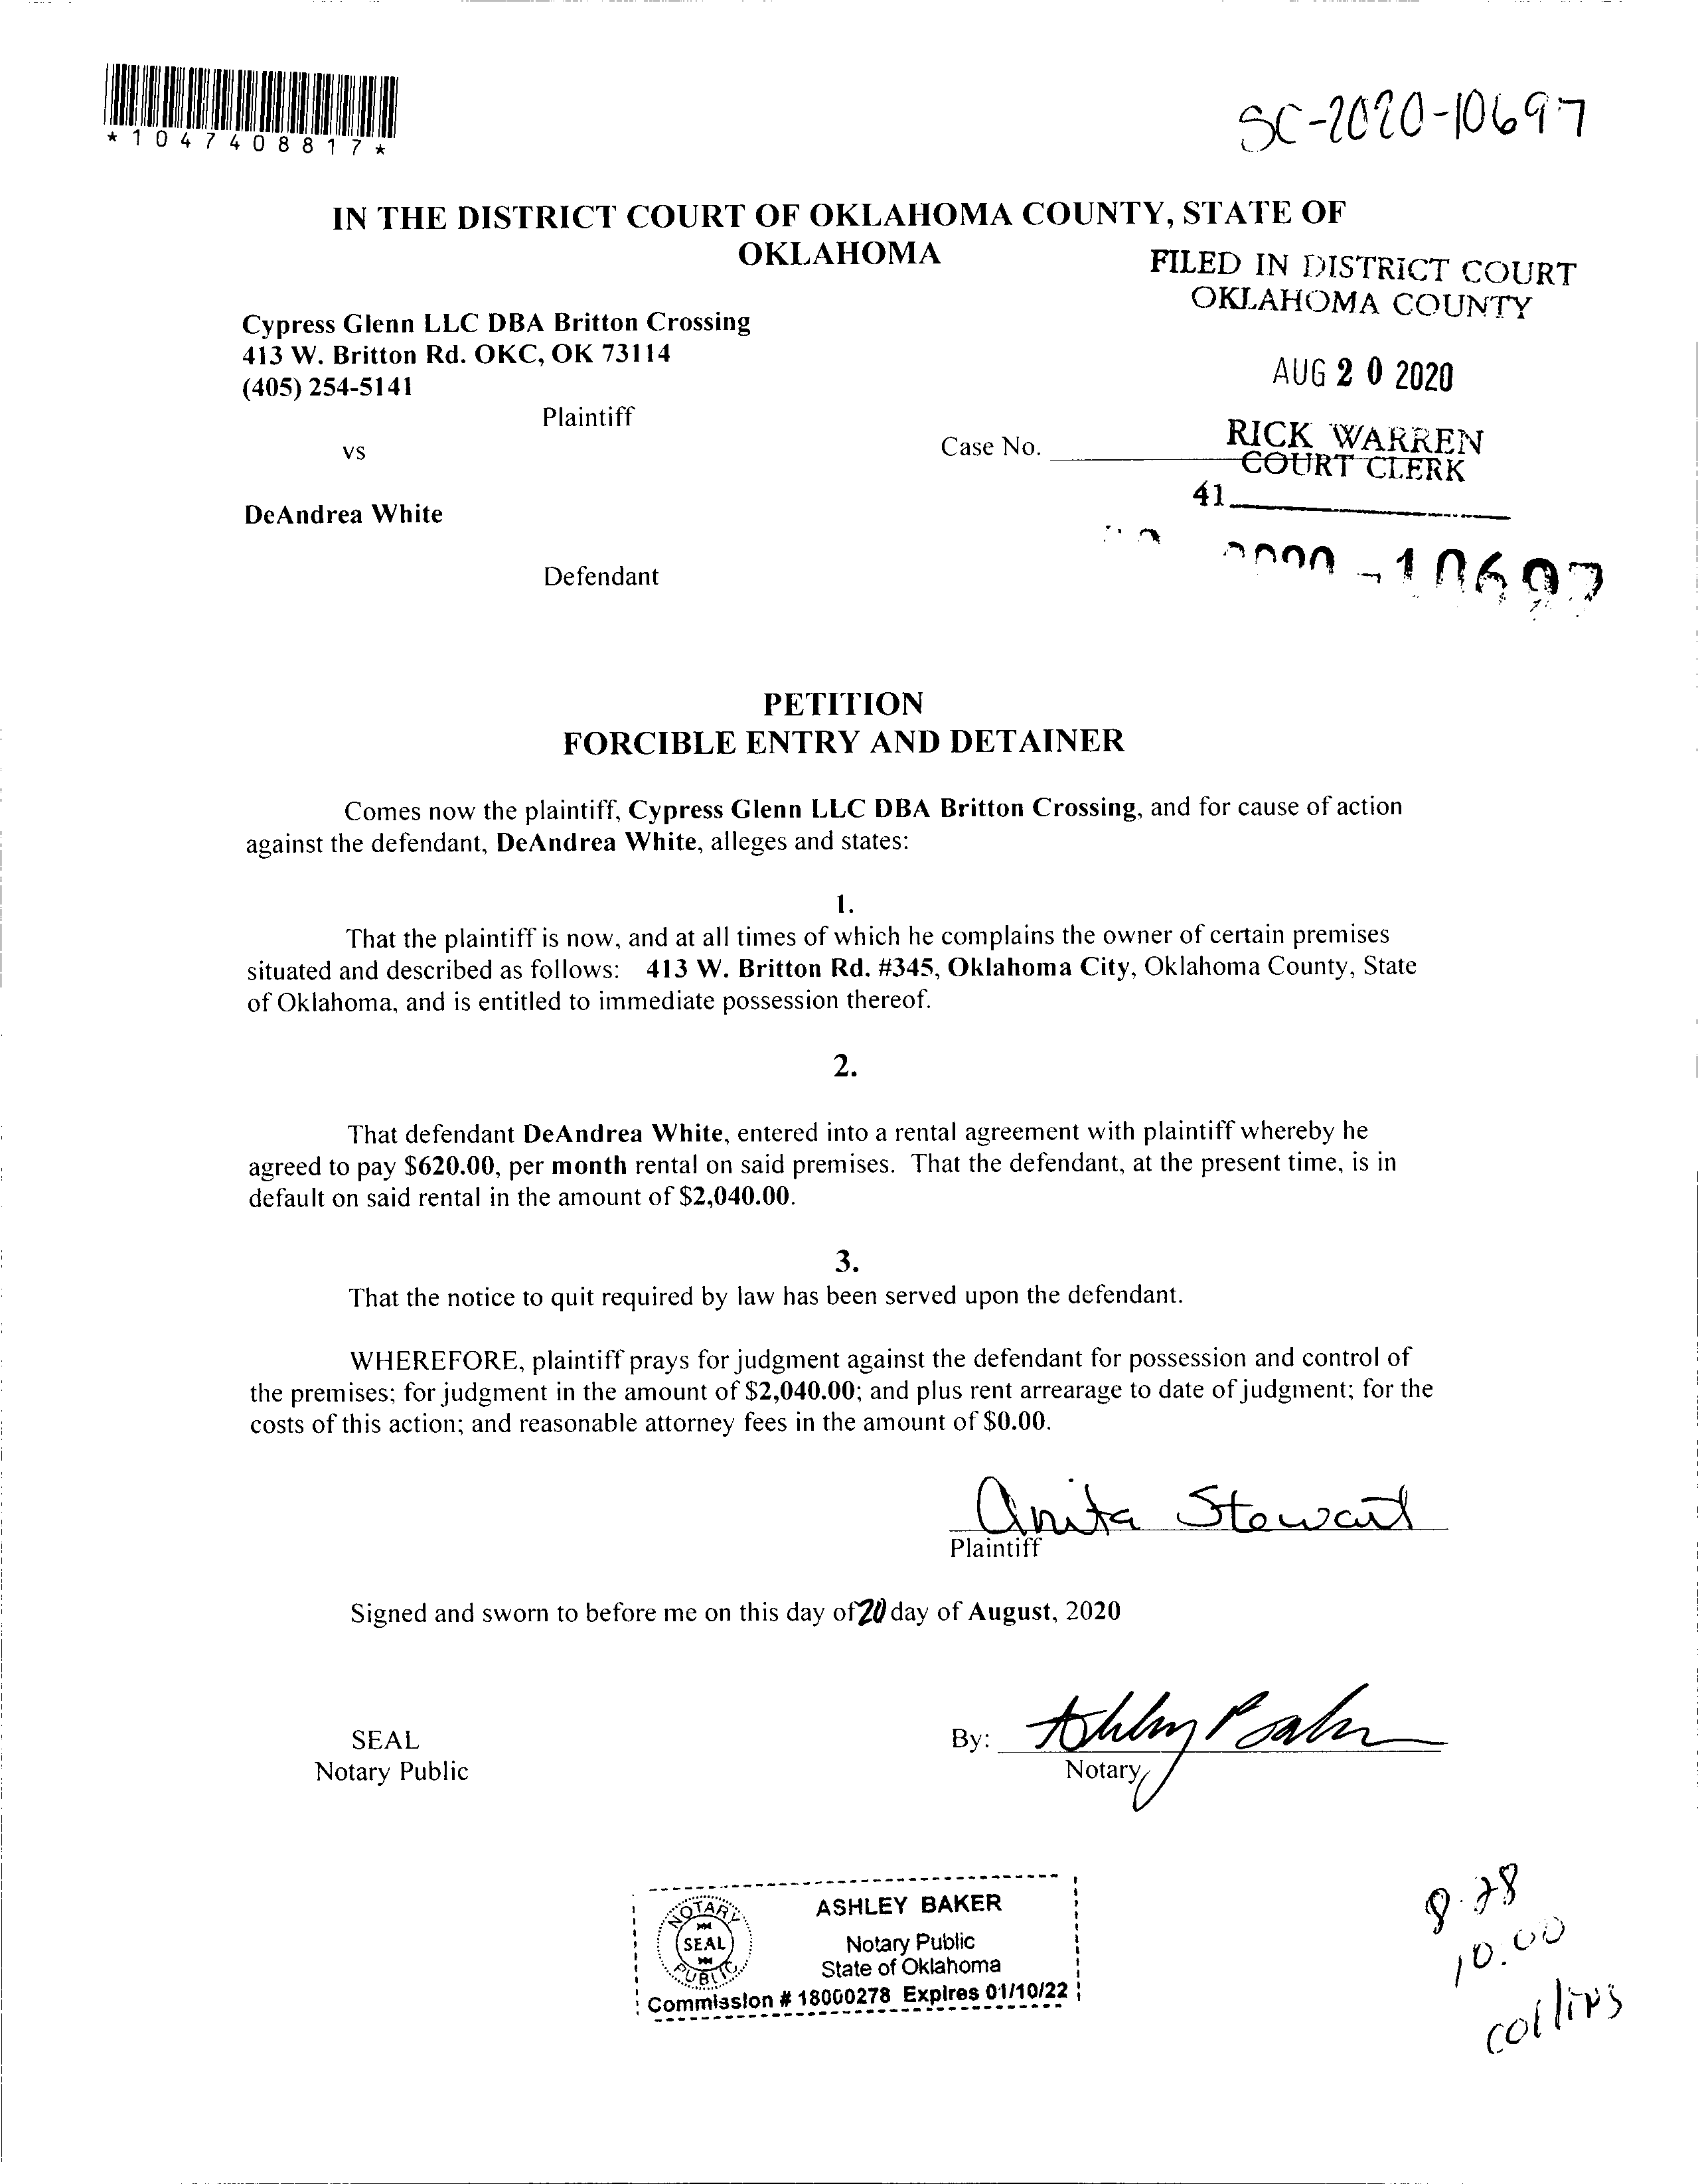 *1047408817*
SC-2020-10697
IN THE DISTRICT COURT OF OKLAHOMA COUNTY, STATE OF
OKLAHOMA
FILED IN DISTRICT COURT
OKLAHOMA COUNTY
Cypress Glenn LLC DBA Britton Crossing
413 W. Britton Rd. OKC, OK 73114
(405) 254-5141
AUG 20 2020
Plaintiff
vs
Case No.
RICK WARREN
COURT CLERK
41
DeAndrea White
2020-10697
Defendant
PETITION
FORCIBLE ENTRY AND DETAINER
Comes now the plaintiff, Cypress Glenn LLC DBA Britton Crossing, and for cause of action
against the defendant, DeAndrea White, alleges and states:
1.
That the plaintiff is now, and at all times of which he complains the owner of certain premises
situated and described as follows: 413 W. Britton Rd. #345, Oklahoma City, Oklahoma County, State
of Oklahoma, and is entitled to immediate possession thereof.
2.
That defendant DeAndrea White, entered into a rental agreement with plaintiff whereby he
agreed to pay $620.00, per month rental on said premises. That the defendant, at the present time, is in
default on said rental in the amount of $2,040.00.
3.
That the notice to quit required by law has been served upon the defendant.
WHEREFORE, plaintiff prays for judgment against the defendant for possession and control of
the premises; for judgment in the amount of $2,040.00; and plus rent arrearage to date of judgment; for the
costs of this action; and reasonable attorney fees in the amount of $0.00.
Anita Stewart
Plaintiff
Signed and sworn to before me on this day of 20 day of August, 2020
SEAL
Notary Public
By: Ashley Baker
Notary
NOTARY
SEAL
PUBLIC
ASHLEY BAKER
Notary Public
State of Oklahoma
Commission # 18000278 Expires 01/10/22
8.28
10:00
collins